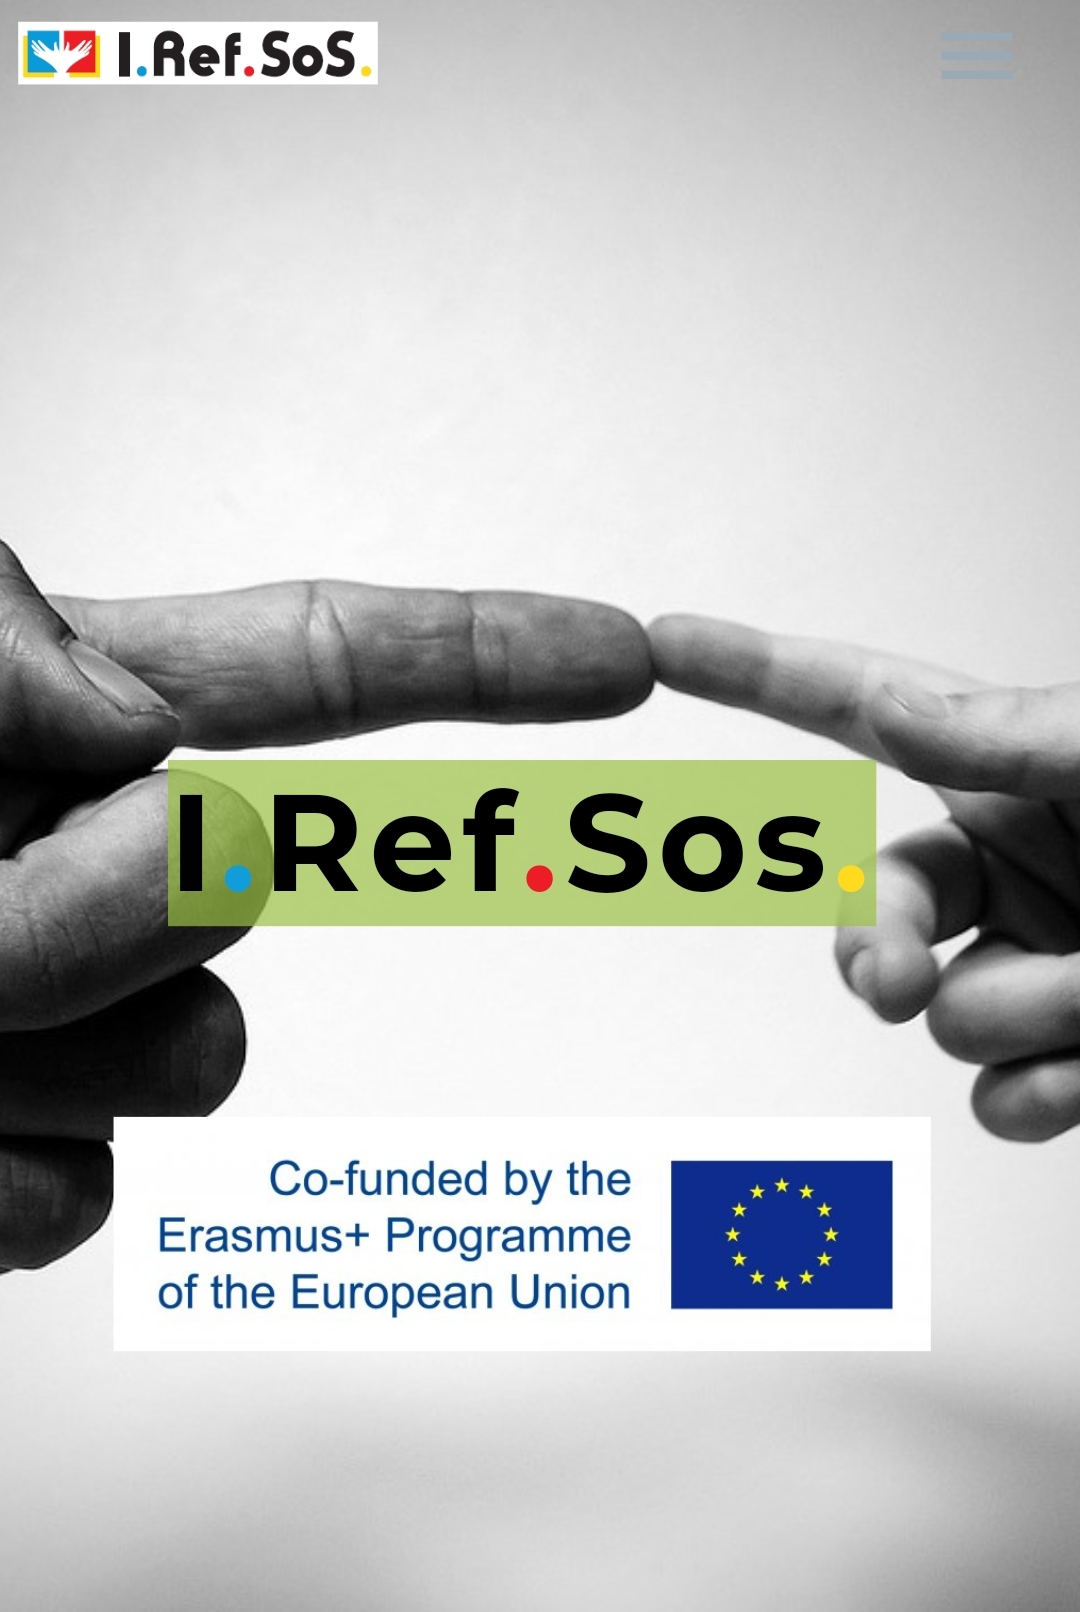 I.Ref.SoS.
I.Ref.Sos.
Co-funded by the
Erasmus+ Programme
of the European Union